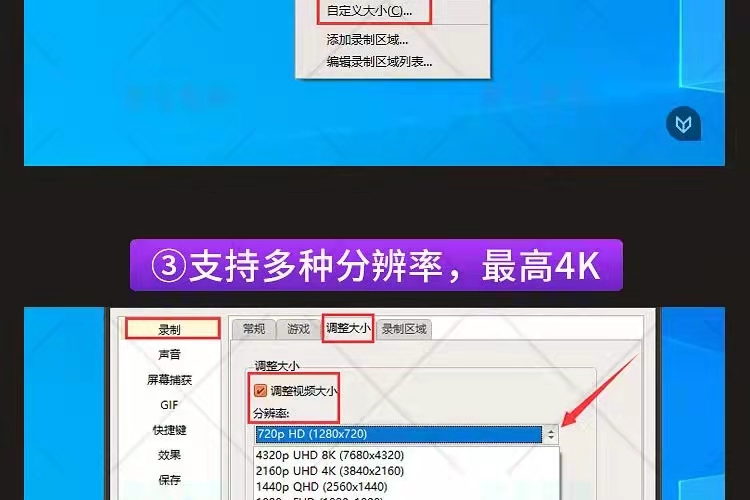 自定义大小(C)...
添加录制区域...
编辑录制区域列表...
③支持多种分辨率，最高4K
录制
声音
屏幕捕获
GIF
快捷键
效果
保存
常规 游戏 调整大小 录制区域
调整大小
调整视频大小
分辨率:
720p HD (1280x720)
4320p UHD 8K (7680x4320)
2160p UHD 4K (3840x2160)
1440p QHD (2560x1440)